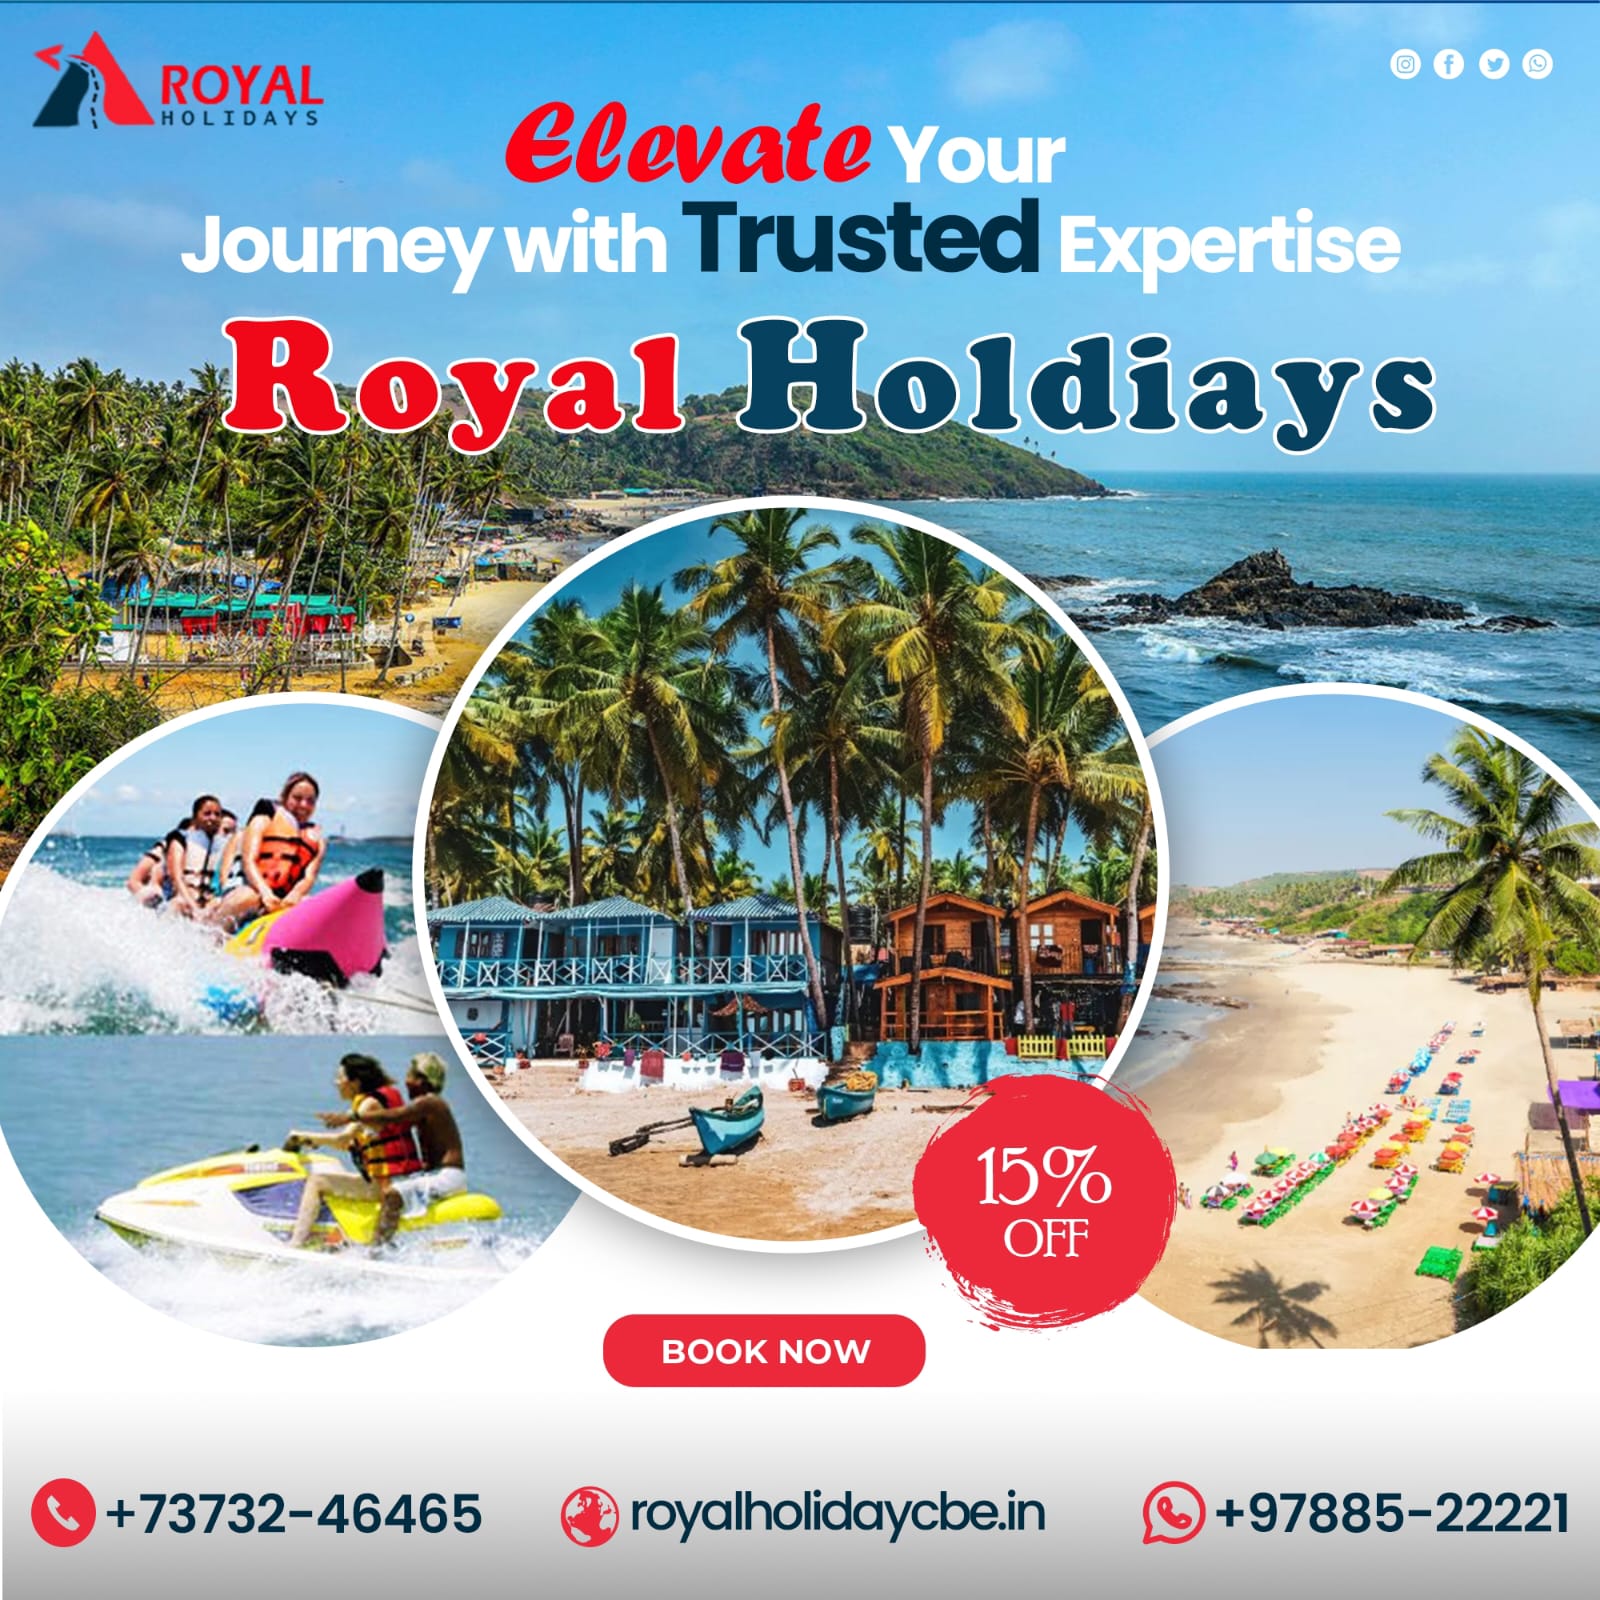 ROYAL
HOLIDAYS
Elevate Your
Journey with Trusted Expertise
Royal Holdiays
15%
OFF
BOOK NOW
+73732-46465
royalholidaycbe.in
+97885-22221